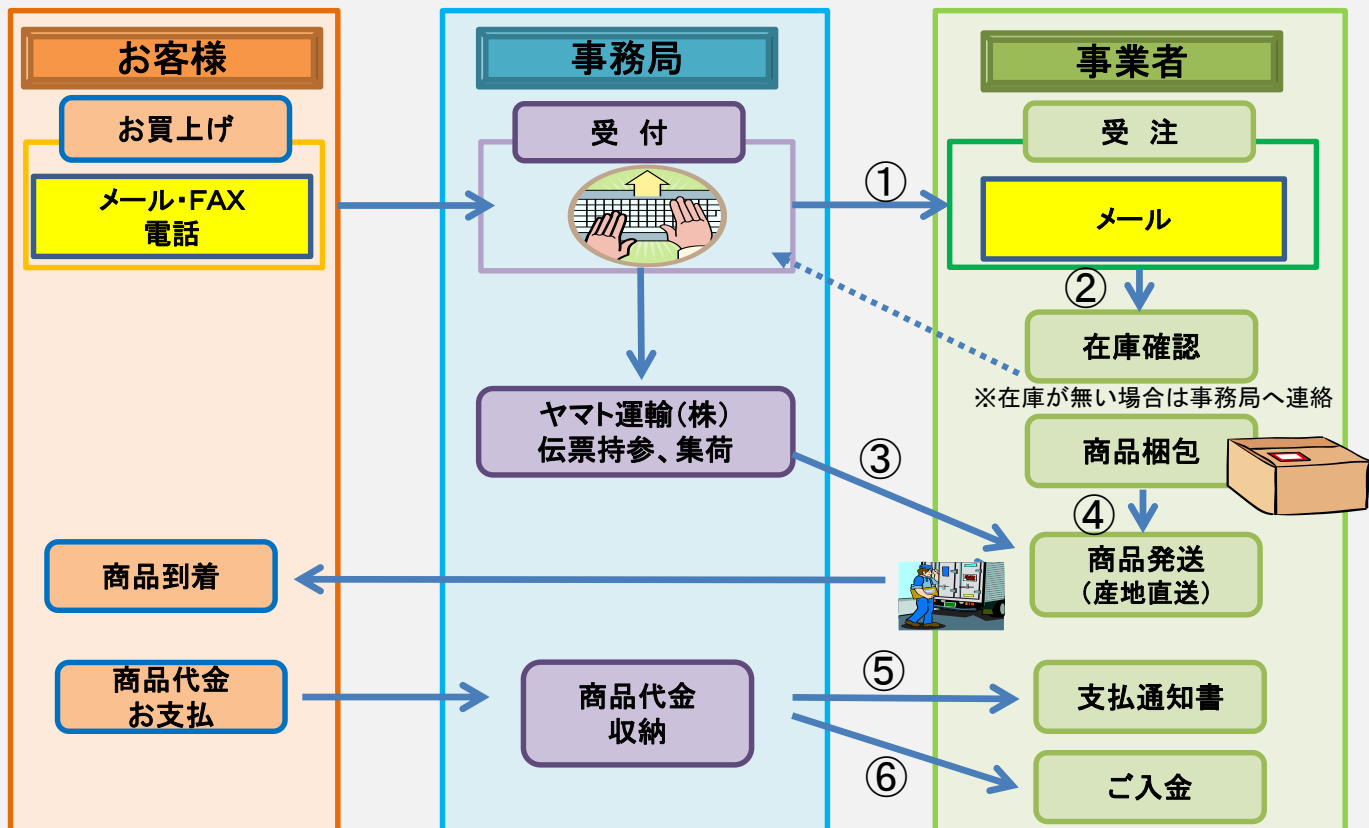 お客様
事務局
事業者
お買上げ
メール・FAX
電話
受　付
①
受　注
メール
②
在庫確認
※在庫が無い場合は事務局へ連絡
ヤマト運輸(株)
伝票持参、集荷
③
商品梱包
④
商品発送
(産地直送)
商品到着
商品代金
お支払
商品代金
収納
⑤
支払通知書
⑥
ご入金